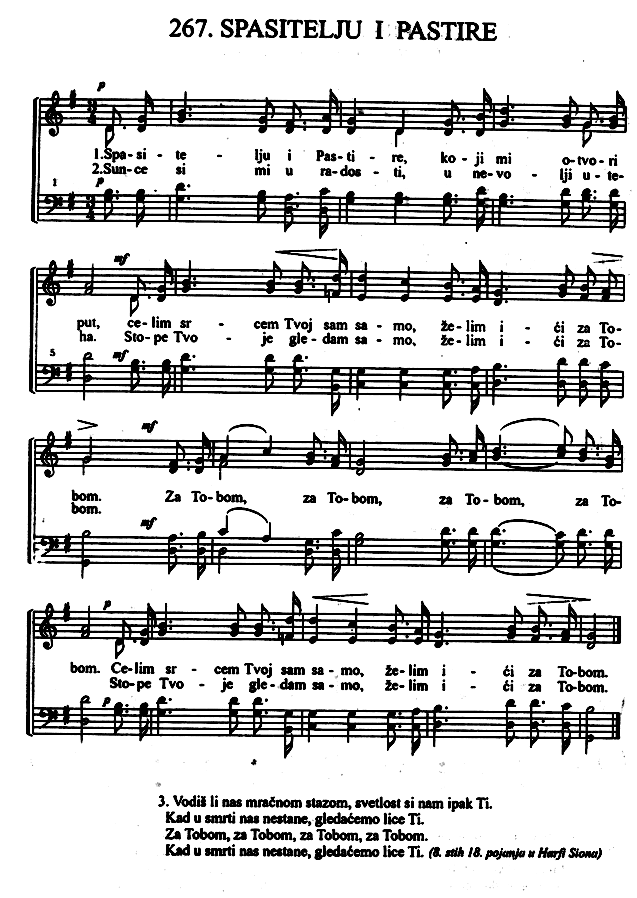 267. SPASITELJU I PASTIRE
p
1.Spa-si-te-lju i Pas-ti-re, ko-ji mi o-tvo-ri
2.Sun-ce si mi u ra-dos-ti, u ne-vo-lji u-te-
1 p
mf
put, ce-lim sr-cem Tvoj sam sa-mo, že-lim i-ći za To-
ha. Sto-pe Tvo-je gle-dam sa-mo, že-lim i-ći za To-
5 mf
mf
bom. Za To-bom, za To-bom, za To-bom, za To-
bom.
mf
p
bom. Ce-lim sr-cem Tvoj sam sa-mo, že-lim i-ći za To-bom.
Sto-pe Tvo-je gle-dam sa-mo, že-lim i-ći za To-bom.
p
3. Vodiš li nas mračnom stazom, svetlost si nam ipak Ti.
Kad u smrti nas nestane, gledaćemo lice Ti.
Za Tobom, za Tobom, za Tobom, za Tobom.
Kad u smrti nas nestane, gledaćemo lice Ti. (8. stih 18. pojanja u Harfi Siona)